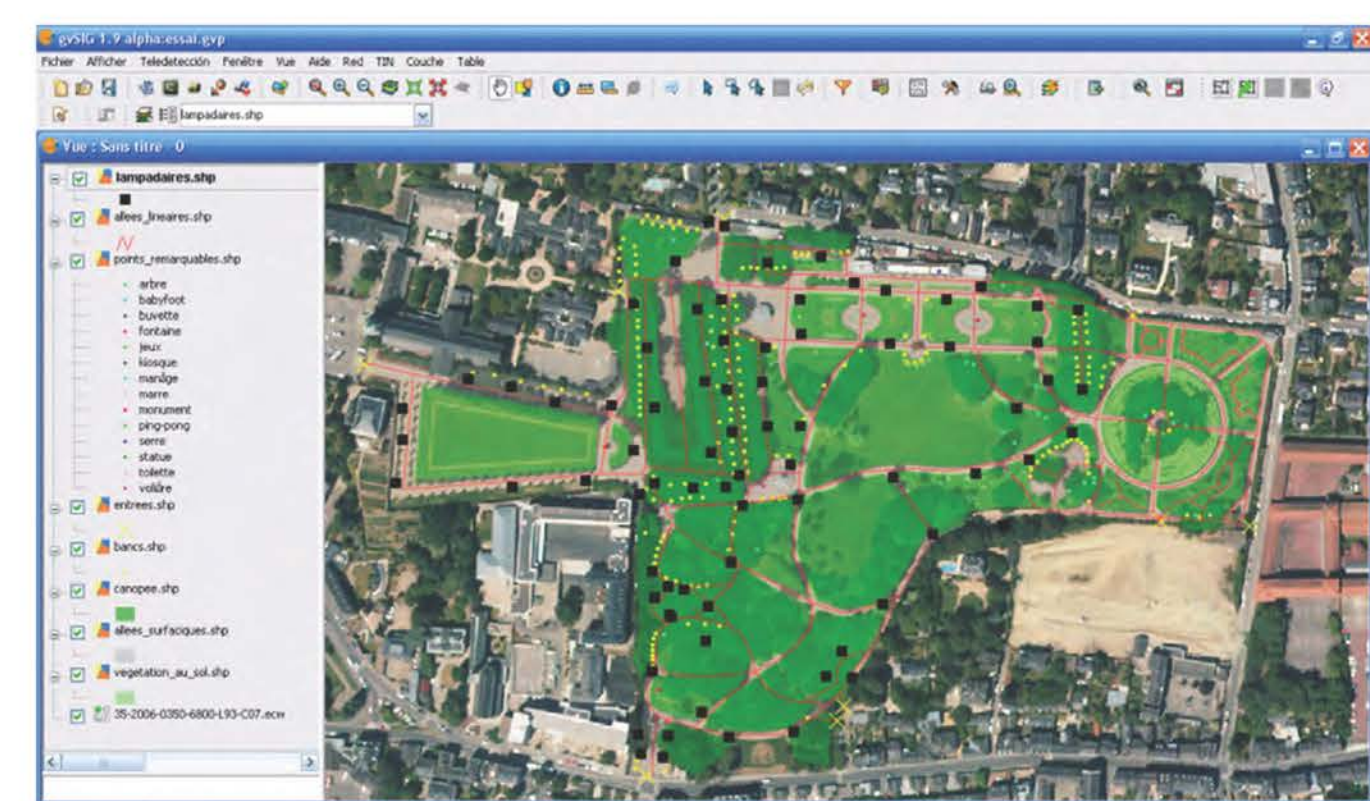 gvSIG 1.9 alpha:essai.gvp
Fichier Afficher Teledetección Fenêtre Vue Aide Red TIN Couche Table
lampadaires.shp
Vue : Sans titre - 0
lampadaires.shp
allees_lineaires.shp
points_remarquables.shp
arbre
babyfoot
buvette
fontaine
jeux
kiosque
manâge
marre
monument
ping-pong
serre
statue
toilette
volâre
entrees.shp
bancs.shp
canopee.shp
allees_surfaciques.shp
vegetation_au_sol.shp
35-2006-0350-6800-L93-C07.ecw